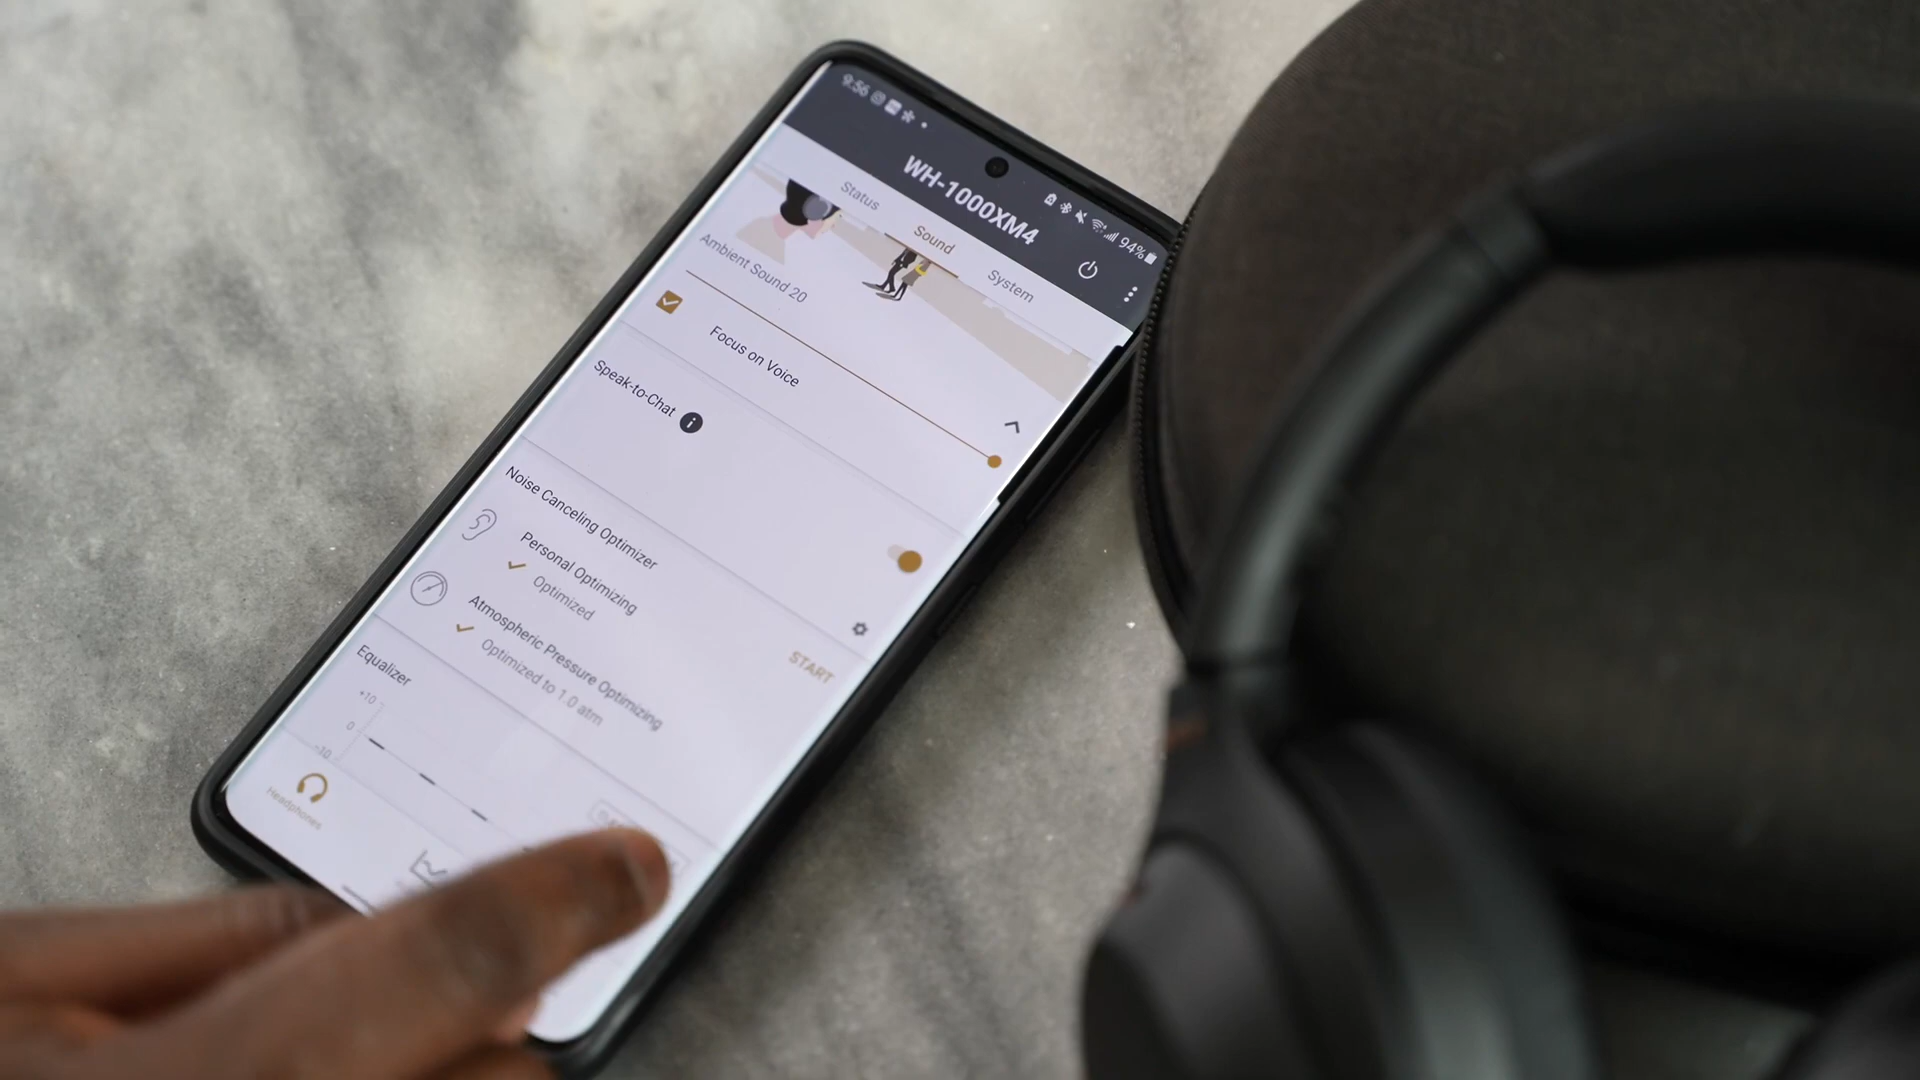 9:56
94%
WH-1000XM4
Status
Sound
System
Ambient Sound 20
Focus on Voice
Speak-to-Chat
i
Noise Canceling Optimizer
Personal Optimizing
Optimized
Atmospheric Pressure Optimizing
Optimized to 1.0 atm
START
Equalizer
+10
0
-10
Headphones